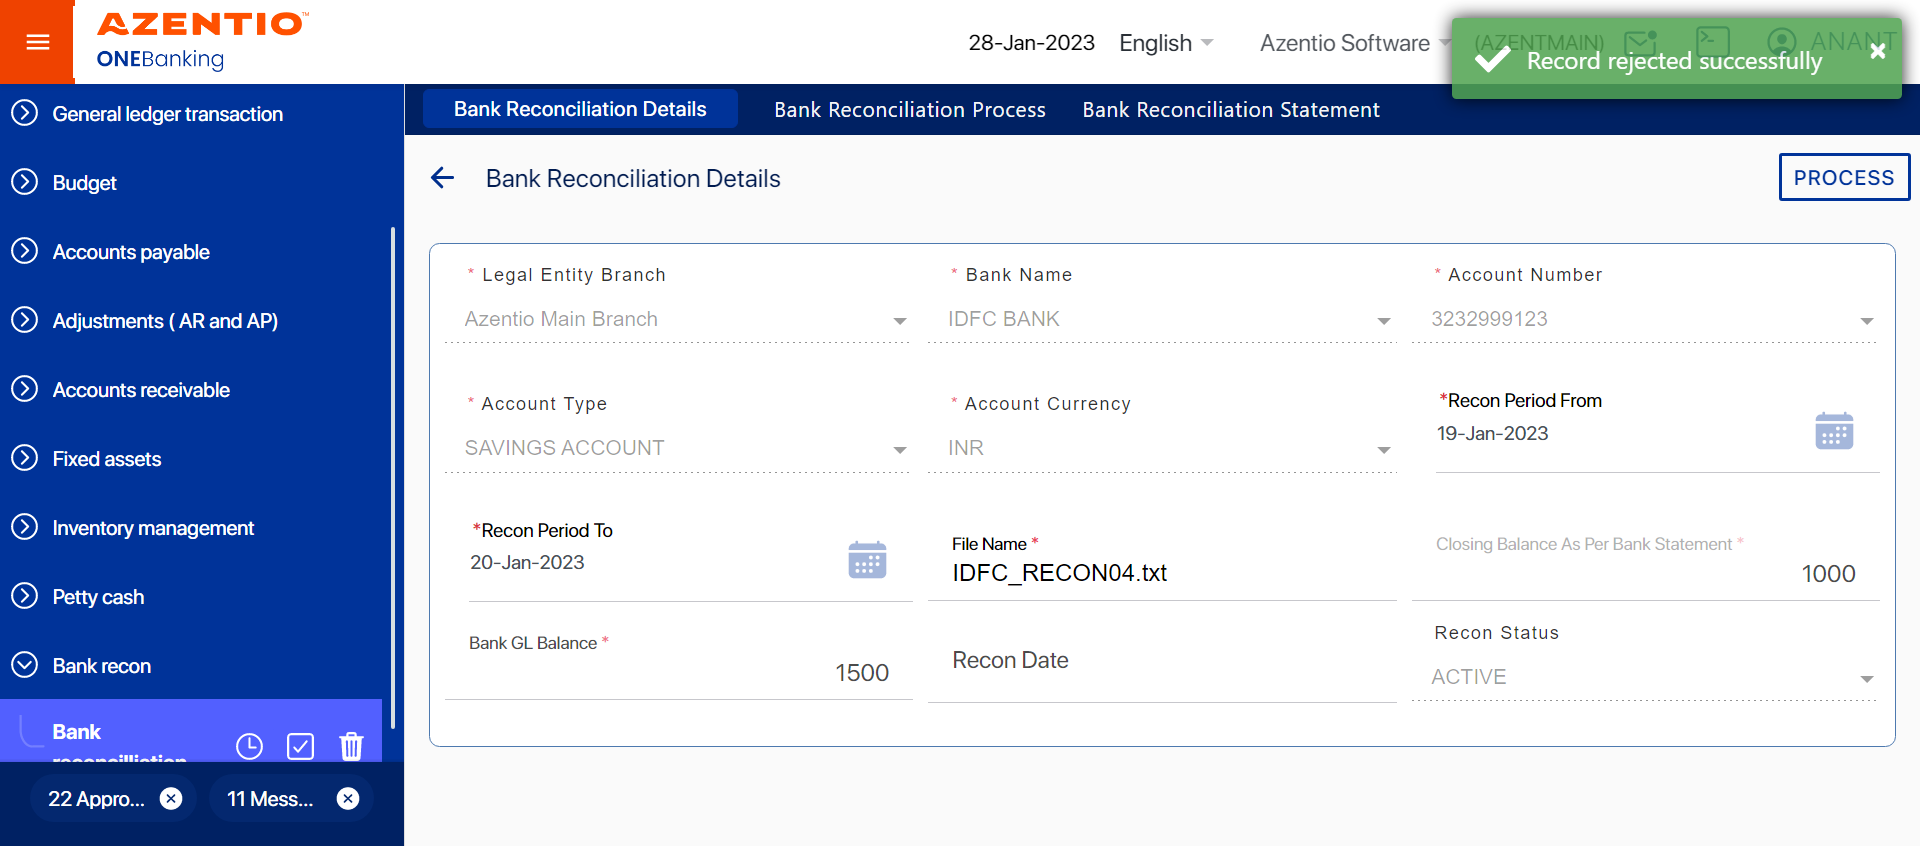 AZENTIO™
ONEBanking
28-Jan-2023
English
Azentio Software
(AZENTMAIN)
ANANT
Record rejected successfully
General ledger transaction
Budget
Accounts payable
Adjustments ( AR and AP)
Accounts receivable
Fixed assets
Inventory management
Petty cash
Bank recon
Bank
reconcilliation
22 Appro...
11 Mess...
Bank Reconciliation Details
Bank Reconciliation Process
Bank Reconciliation Statement
Bank Reconciliation Details
PROCESS
* Legal Entity Branch
Azentio Main Branch
* Bank Name
IDFC BANK
* Account Number
3232999123
* Account Type
SAVINGS ACCOUNT
* Account Currency
INR
*Recon Period From
19-Jan-2023
*Recon Period To
20-Jan-2023
File Name *
IDFC_RECON04.txt
Closing Balance As Per Bank Statement *
1000
Bank GL Balance *
1500
Recon Date
Recon Status
ACTIVE